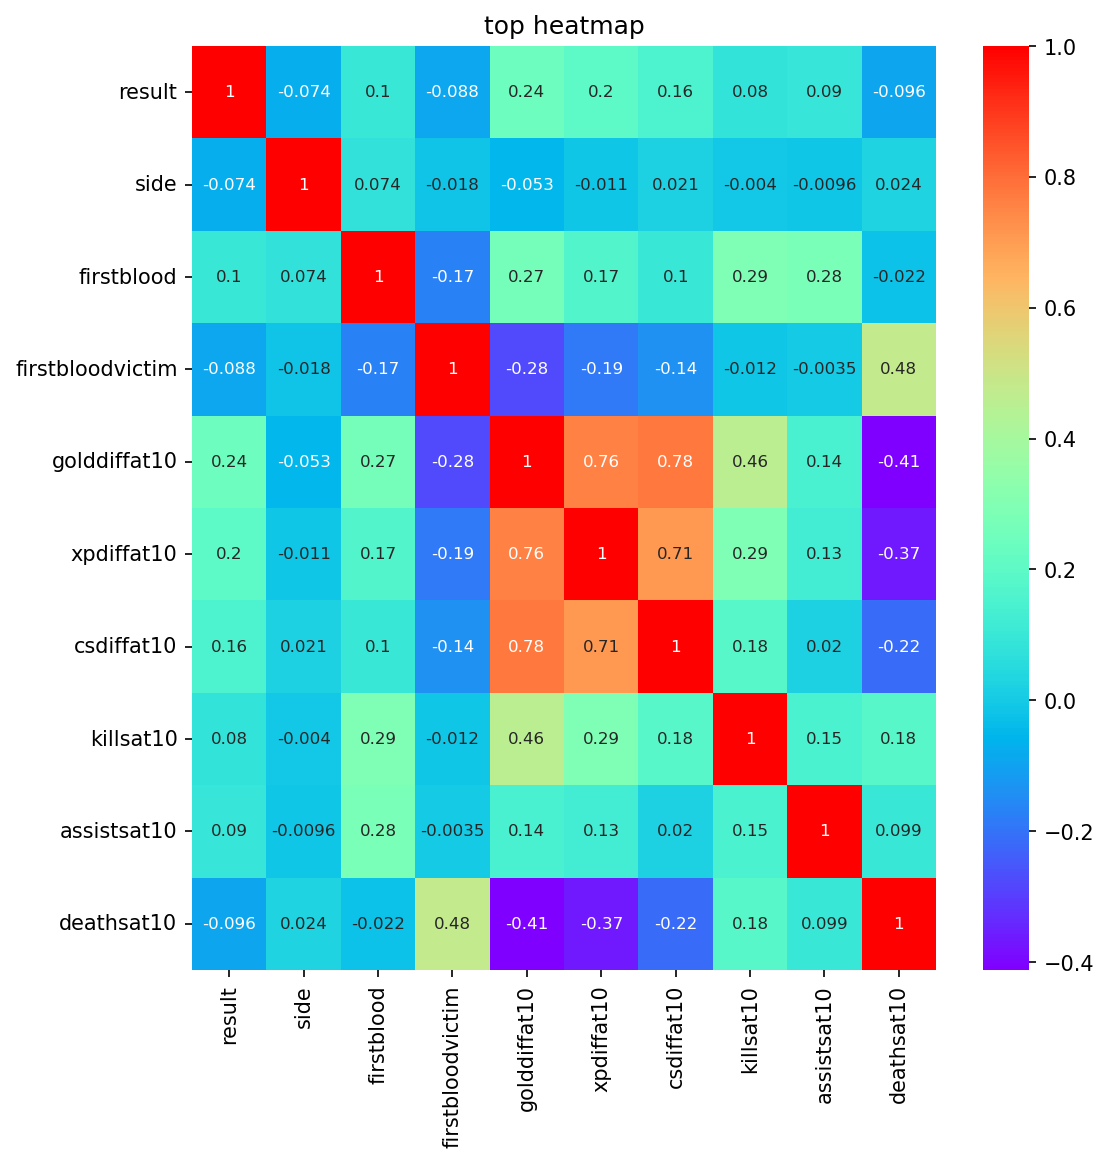 top heatmap
result 1 -0.074 0.1 -0.088 0.24 0.2 0.16 0.08 0.09 -0.096
side -0.074 1 0.074 -0.018 -0.053 -0.011 0.021 -0.004 -0.0096 0.024
firstblood 0.1 0.074 1 -0.17 0.27 0.17 0.1 0.29 0.28 -0.022
firstbloodvictim -0.088 -0.018 -0.17 1 -0.28 -0.19 -0.14 -0.012 -0.0035 0.48
golddiffat10 0.24 -0.053 0.27 -0.28 1 0.76 0.78 0.46 0.14 -0.41
xpdiffat10 0.2 -0.011 0.17 -0.19 0.76 1 0.71 0.29 0.13 -0.37
csdiffat10 0.16 0.021 0.1 -0.14 0.78 0.71 1 0.18 0.02 -0.22
killsat10 0.08 -0.004 0.29 -0.012 0.46 0.29 0.18 1 0.15 0.18
assistsat10 0.09 -0.0096 0.28 -0.0035 0.14 0.13 0.02 0.15 1 0.099
deathsat10 -0.096 0.024 -0.022 0.48 -0.41 -0.37 -0.22 0.18 0.099 1
result
side
firstblood
firstbloodvictim
golddiffat10
xpdiffat10
csdiffat10
killsat10
assistsat10
deathsat10
1.0
0.8
0.6
0.4
0.2
0.0
−0.2
−0.4